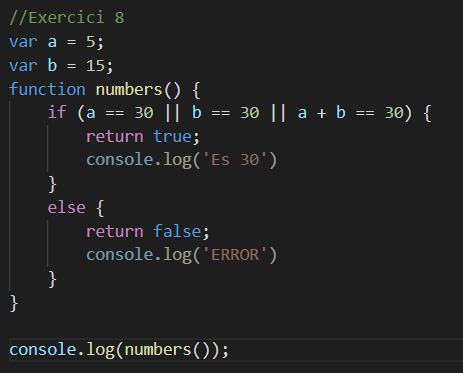 //Exercici 8
var a = 5;
var b = 15;
function numbers() {
    if (a == 30 || b == 30 || a + b == 30) {
        return true;
        console.log('Es 30')
    }
    else {
        return false;
        console.log('ERROR')
    }
}
console.log(numbers());